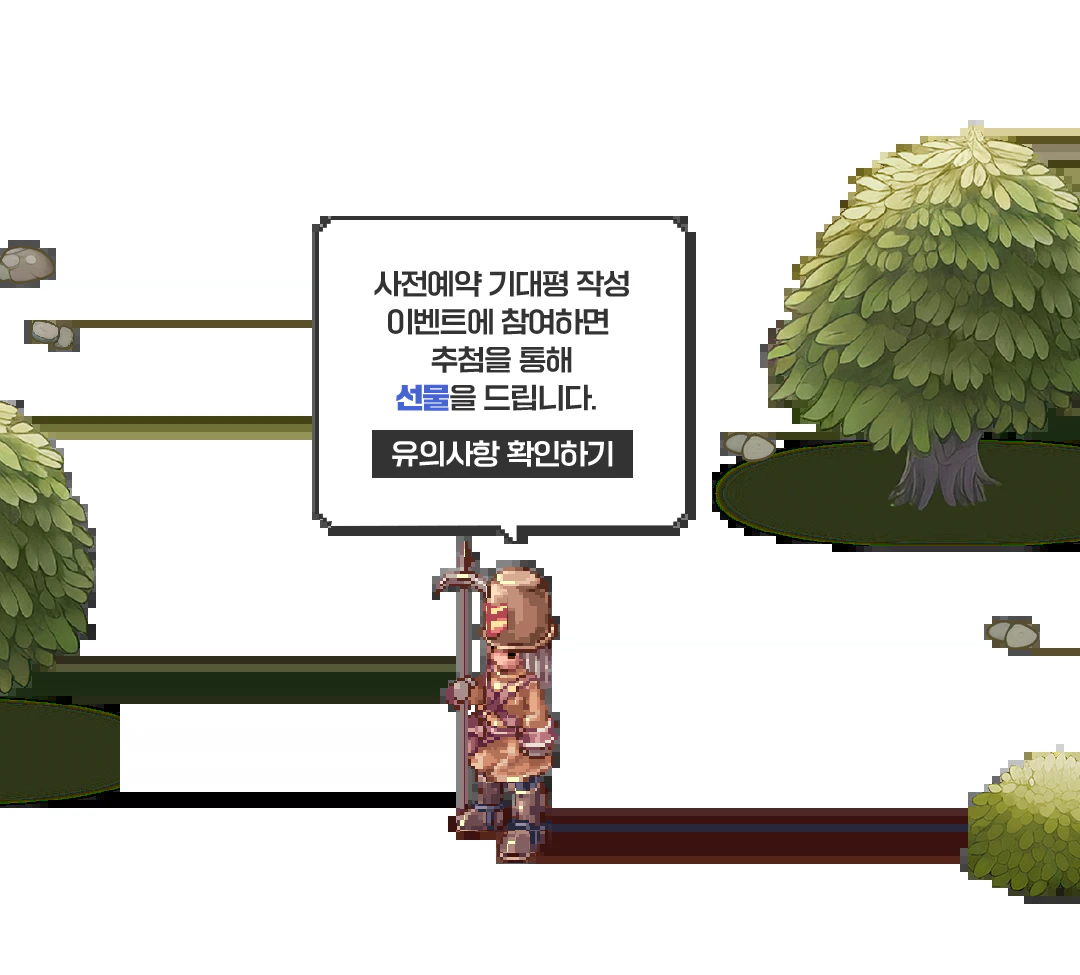 사전예약 기대평 작성
이벤트에 참여하면
추첨을 통해
선물을 드립니다.
유의사항 확인하기